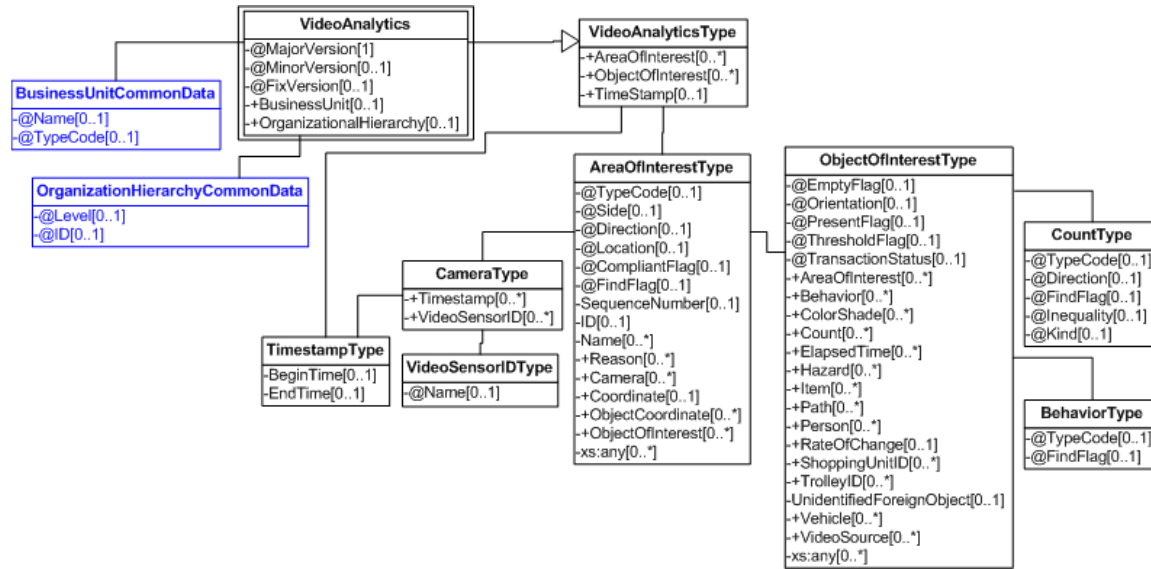 VideoAnalytics
-@MajorVersion[1]
-@MinorVersion[0..1]
-@FixVersion[0..1]
-+BusinessUnit[0..1]
-+OrganizationalHierarchy[0..1]
VideoAnalyticsType
-+AreaOfInterest[0..*]
-+ObjectOfInterest[0..*]
-+TimeStamp[0..1]
BusinessUnitCommonData
-@Name[0..1]
-@TypeCode[0..1]
OrganizationHierarchyCommonData
-@Level[0..1]
-@ID[0..1]
AreaOfInterestType
-@TypeCode[0..1]
-@Side[0..1]
-@Direction[0..1]
-@Location[0..1]
-@CompliantFlag[0..1]
-@FindFlag[0..1]
-SequenceNumber[0..1]
-ID[0..1]
-Name[0..*]
-+Reason[0..*]
-+Camera[0..*]
-+Coordinate[0..1]
-+ObjectCoordinate[0..*]
-+ObjectOfInterest[0..*]
-xs:any[0..*]
ObjectOfInterestType
-@EmptyFlag[0..1]
-@Orientation[0..1]
-@PresentFlag[0..1]
-@ThresholdFlag[0..1]
-@TransactionStatus[0..1]
-+AreaOfInterest[0..*]
-+Behavior[0..*]
-+ColorShade[0..*]
-+Count[0..*]
-+ElapsedTime[0..*]
-+Hazard[0..*]
-+Item[0..*]
-+Path[0..*]
-+Person[0..*]
-+RateOfChange[0..1]
-+ShoppingUnitID[0..*]
-+TrolleyID[0..*]
-UnidentifiedForeignObject[0..1]
-+Vehicle[0..*]
-+VideoSource[0..*]
-xs:any[0..*]
CountType
-@TypeCode[0..1]
-@Direction[0..1]
-@FindFlag[0..1]
-@Inequality[0..1]
-@Kind[0..1]
CameraType
-+Timestamp[0..*]
-+VideoSensorID[0..*]
TimestampType
-BeginTime[0..1]
-EndTime[0..1]
VideoSensorIDType
-@Name[0..1]
BehaviorType
-@TypeCode[0..1]
-@FindFlag[0..1]